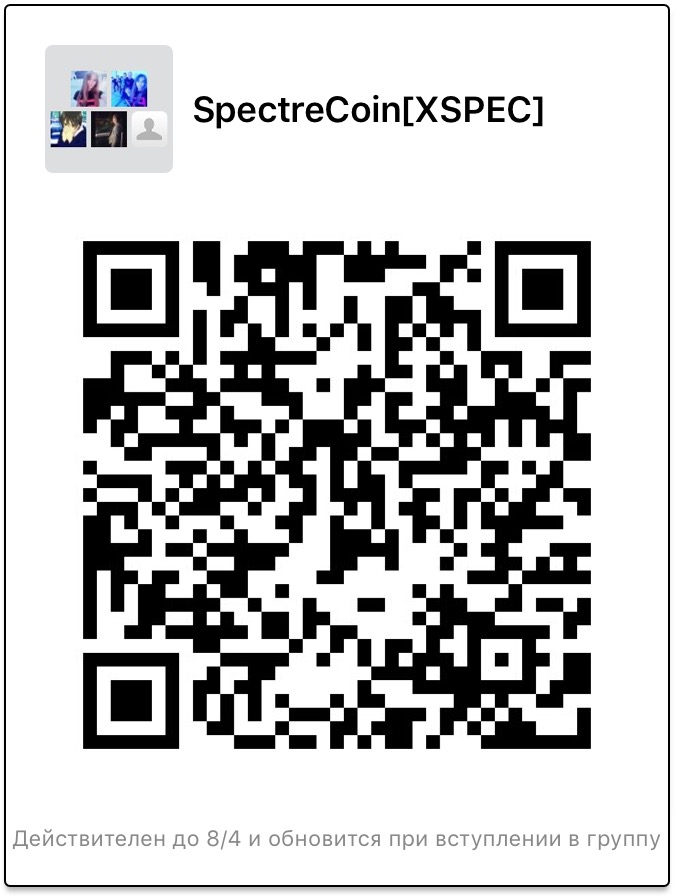 SpectreCoin[XSPEC]
Действителен до 8/4 и обновится при вступлении в группу